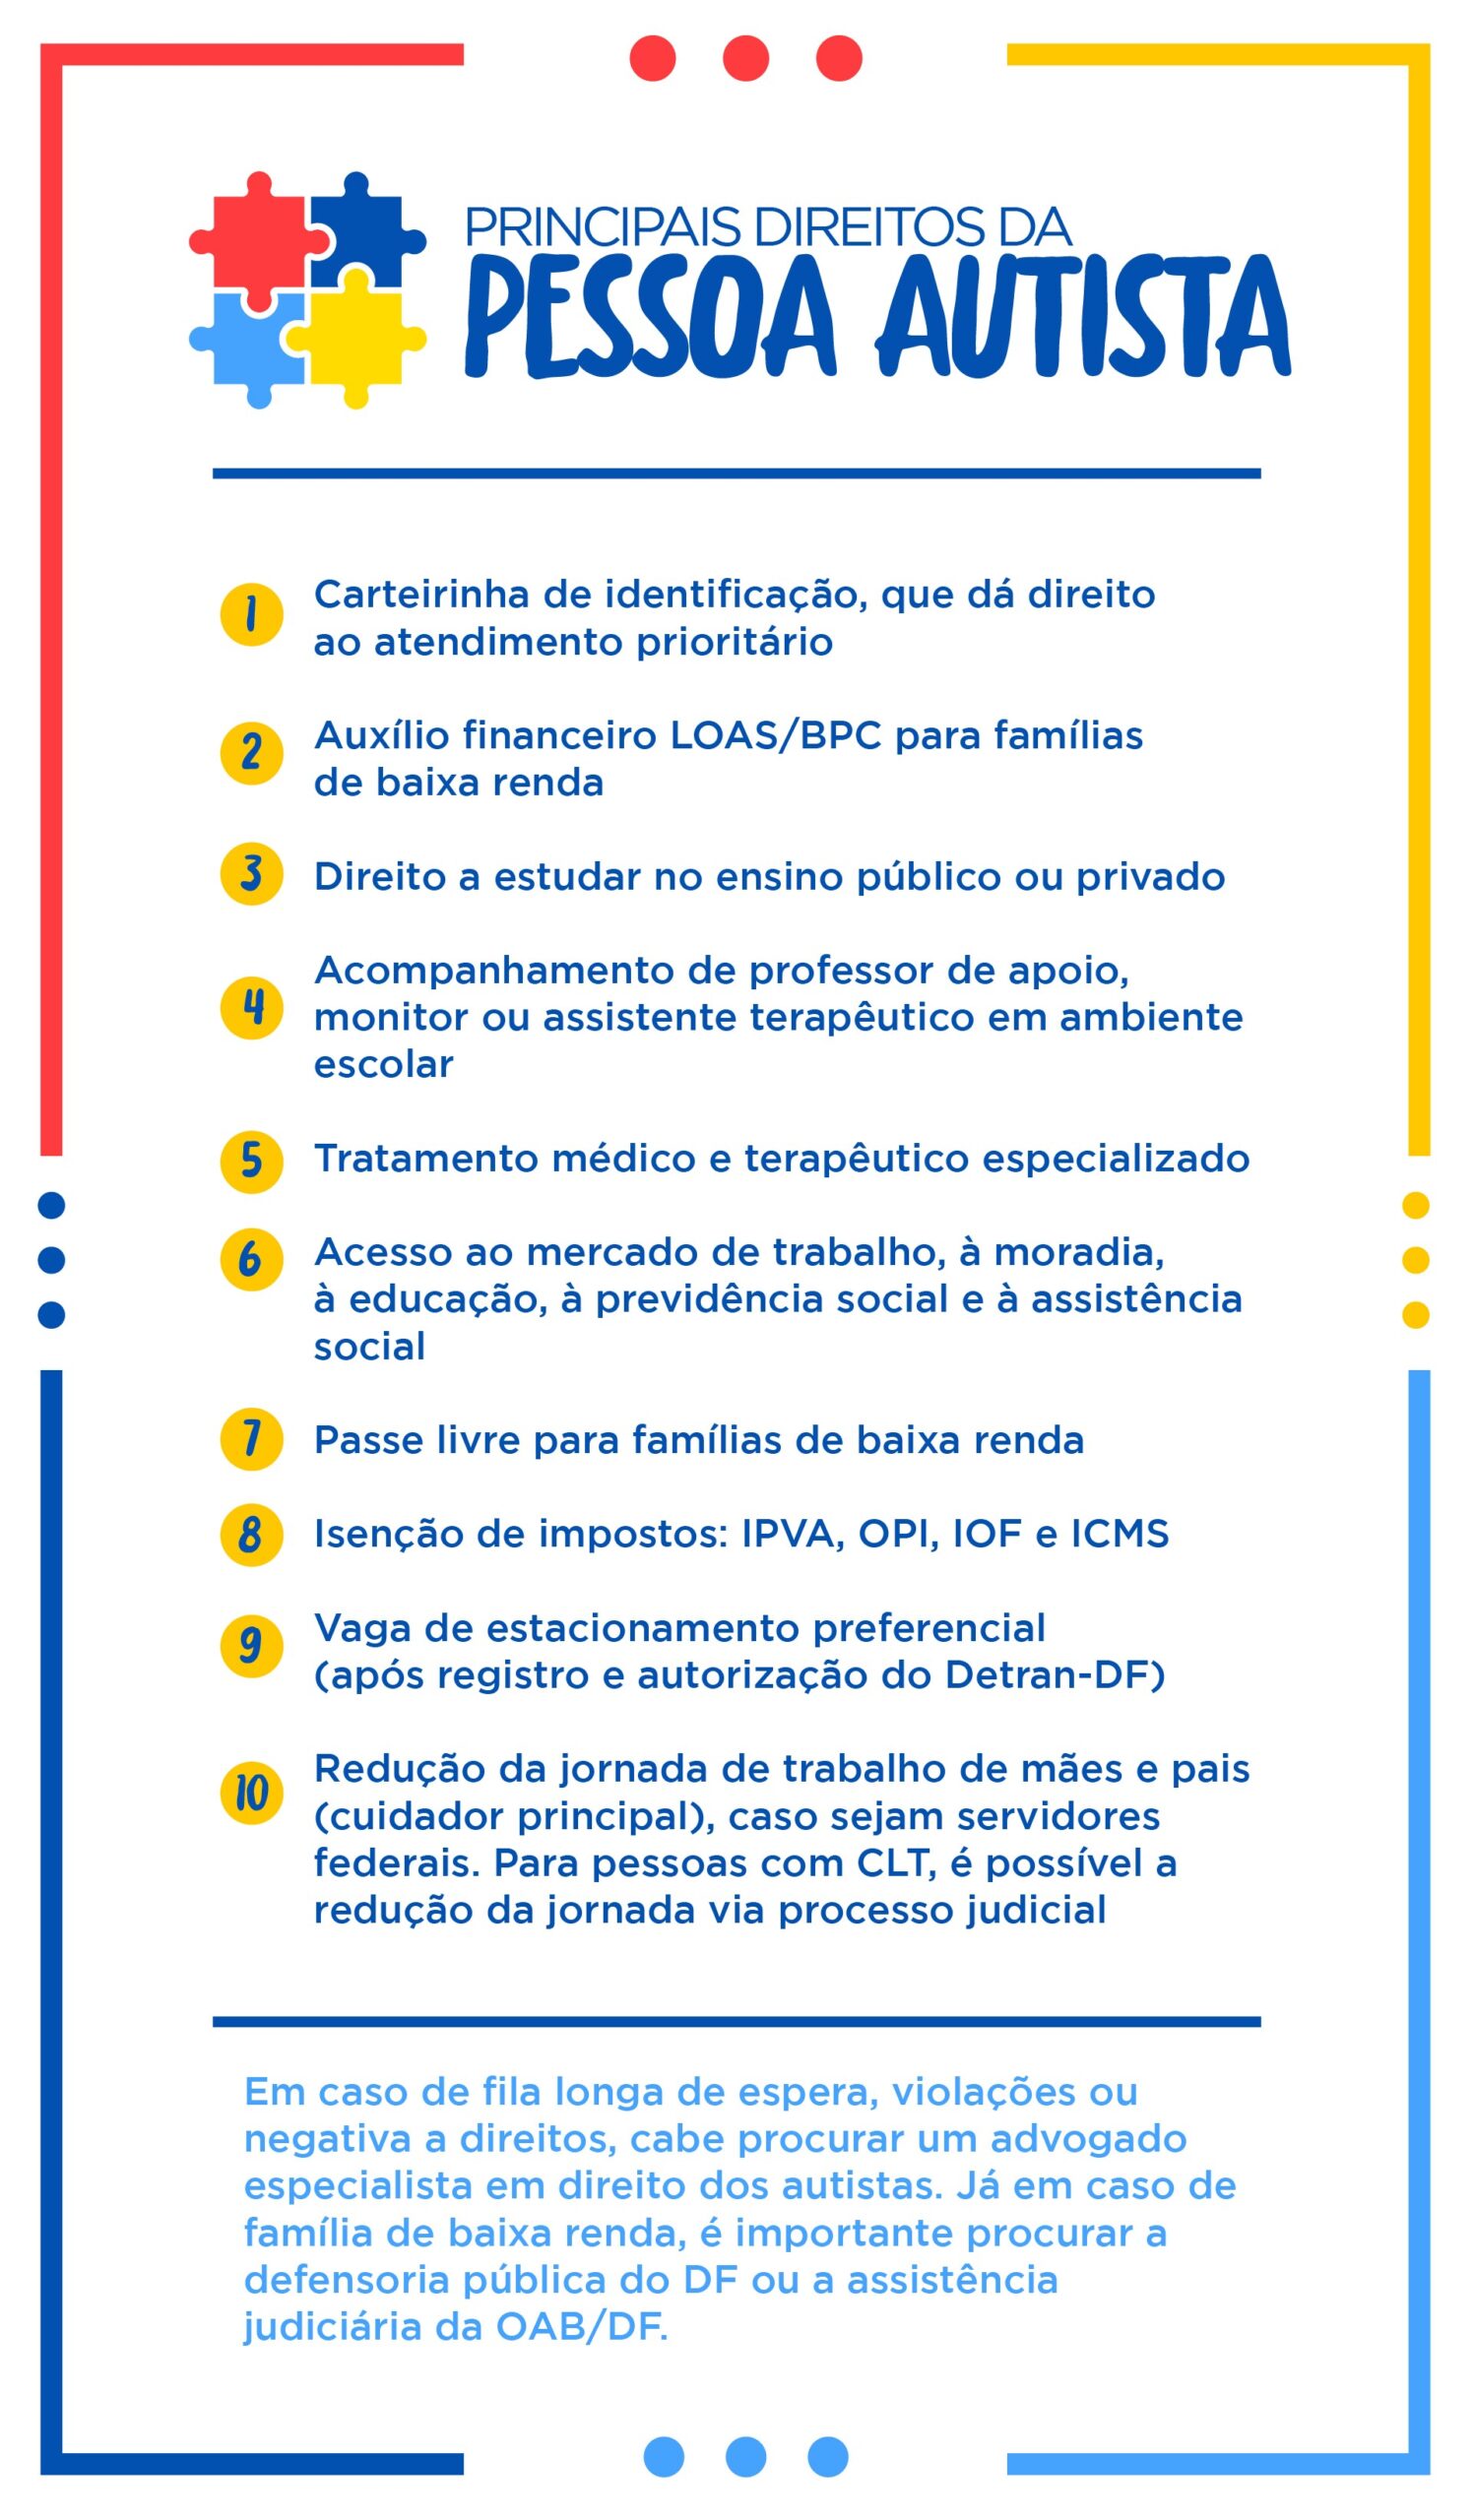 PRINCIPAIS DIREITOS DA
PESSOA AUTISTA
1 Carteirinha de identificação, que dá direito
ao atendimento prioritário
2 Auxílio financeiro LOAS/BPC para famílias
de baixa renda
3 Direito a estudar no ensino público ou privado
4 Acompanhamento de professor de apoio,
monitor ou assistente terapêutico em ambiente
escolar
5 Tratamento médico e terapêutico especializado
6 Acesso ao mercado de trabalho, à moradia,
à educação, à previdência social e à assistência
social
7 Passe livre para famílias de baixa renda
8 Isenção de impostos: IPVA, OPI, IOF e ICMS
9 Vaga de estacionamento preferencial
(após registro e autorização do Detran-DF)
10 Redução da jornada de trabalho de mães e pais
(cuidador principal), caso sejam servidores
federais. Para pessoas com CLT, é possível a
redução da jornada via processo judicial
Em caso de fila longa de espera, violações ou
negativa a direitos, cabe procurar um advogado
especialista em direito dos autistas. Já em caso de
família de baixa renda, é importante procurar a
defensoria pública do DF ou a assistência
judiciária da OAB/DF.